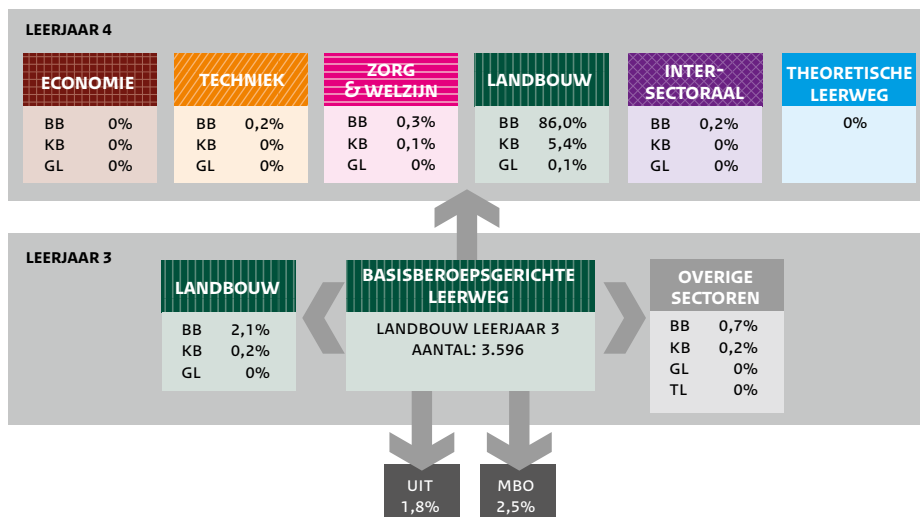 LEERJAAR 4
ECONOMIE
BB 0%
KB 0%
GL 0%
TECHNIEK
BB 0,2%
KB 0%
GL 0%
ZORG
& WELZIJN
BB 0,3%
KB 0,1%
GL 0%
LANDBOUW
BB 86,0%
KB 5,4%
GL 0,1%
INTER-
SECTORAAL
BB 0,2%
KB 0%
GL 0%
THEORETISCHE
LEERWEG
0%
LEERJAAR 3
LANDBOUW
BB 2,1%
KB 0,2%
GL 0%
BASISBEROEPSGERICHTE
LEERWEG
LANDBOUW LEERJAAR 3
AANTAL: 3.596
OVERIGE
SECTOREN
BB 0,7%
KB 0,2%
GL 0%
TL 0%
UIT
1,8%
MBO
2,5%